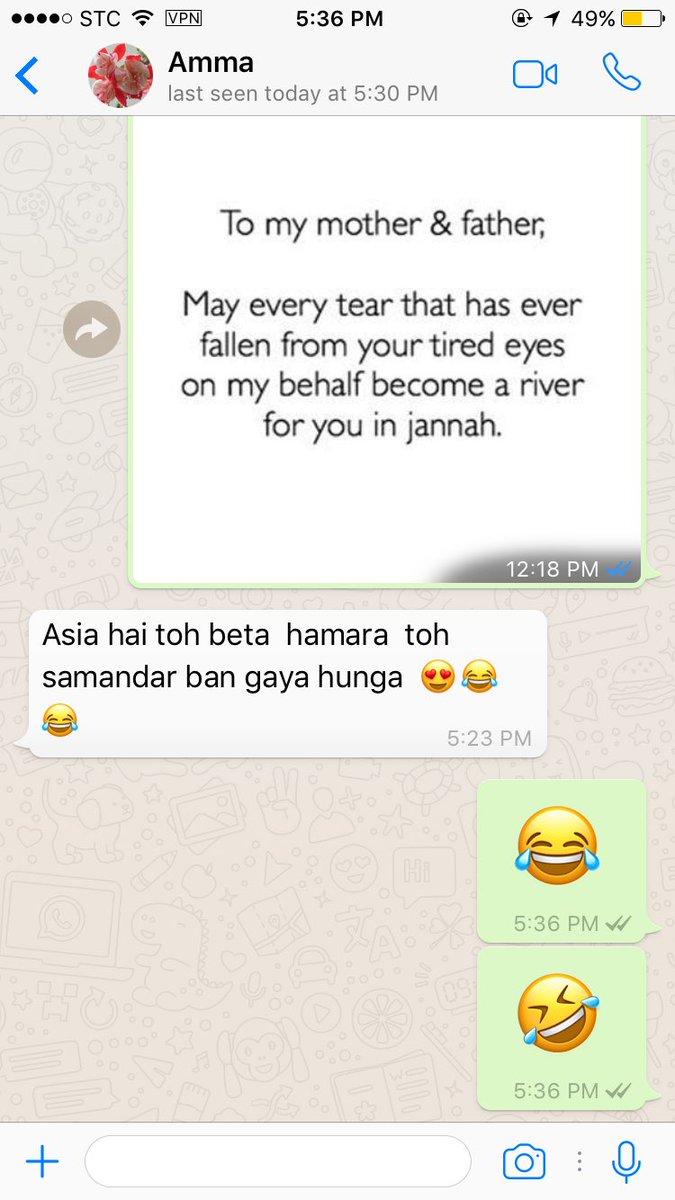 STC VPN 5:36 PM 49%
Amma
last seen today at 5:30 PM
To my mother & father,
May every tear that has ever
fallen from your tired eyes
on my behalf become a river
for you in jannah.
12:18 PM
Asia hai toh beta hamara toh
samandar ban gaya hunga 😍😂
😂
5:23 PM
😂
5:36 PM
🤣
5:36 PM